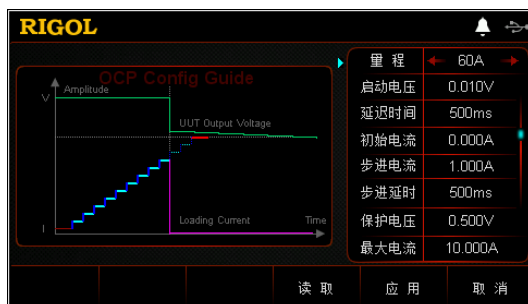 RIGOL
OCP Config Guide
Amplitude
V
UUT Output Voltage
Loading Current
Time
I
量程 60A
启动电压 0.010V
延迟时间 500ms
初始电流 0.000A
步进电流 1.000A
步进延时 500ms
保护电压 0.500V
最大电流 10.000A
读取 应用 取消